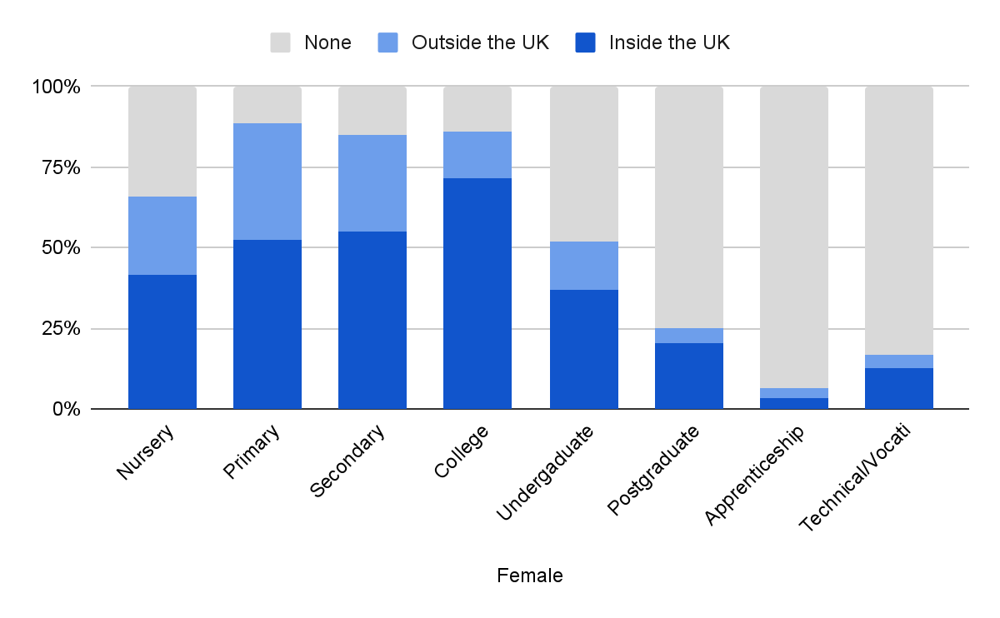 None Outside the UK Inside the UK
100%
75%
50%
25%
0%
Nursery
Primary
Secondary
College
Undergaduate
Postgraduate
Apprenticeship
Technical/Vocati
Female